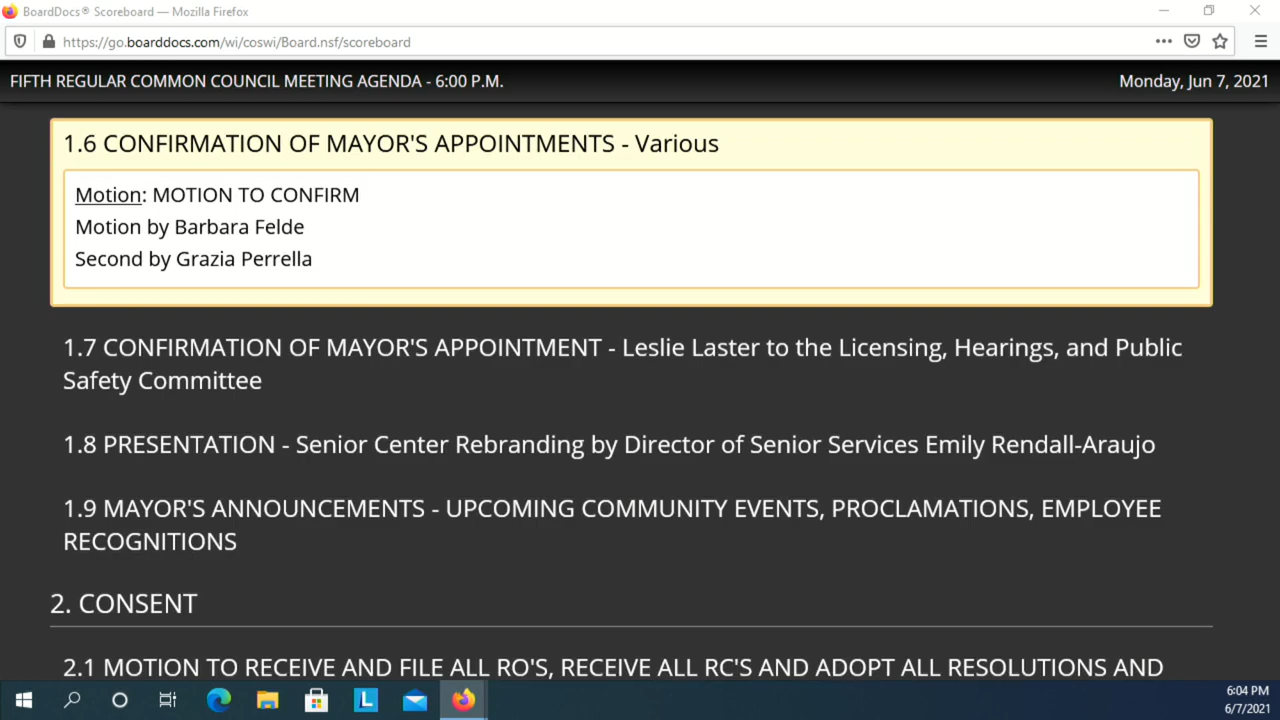 BoardDocs® Scoreboard — Mozilla Firefox
https://go.boarddocs.com/wi/coswi/Board.nsf/scoreboard
FIFTH REGULAR COMMON COUNCIL MEETING AGENDA - 6:00 P.M.
Monday, Jun 7, 2021
1.6 CONFIRMATION OF MAYOR'S APPOINTMENTS - Various
Motion: MOTION TO CONFIRM
Motion by Barbara Felde
Second by Grazia Perrella
1.7 CONFIRMATION OF MAYOR'S APPOINTMENT - Leslie Laster to the Licensing, Hearings, and Public
Safety Committee
1.8 PRESENTATION - Senior Center Rebranding by Director of Senior Services Emily Rendall-Araujo
1.9 MAYOR'S ANNOUNCEMENTS - UPCOMING COMMUNITY EVENTS, PROCLAMATIONS, EMPLOYEE
RECOGNITIONS
2. CONSENT
2.1 MOTION TO RECEIVE AND FILE ALL RO'S, RECEIVE ALL RC'S AND ADOPT ALL RESOLUTIONS AND
L
6:04 PM
6/7/2021